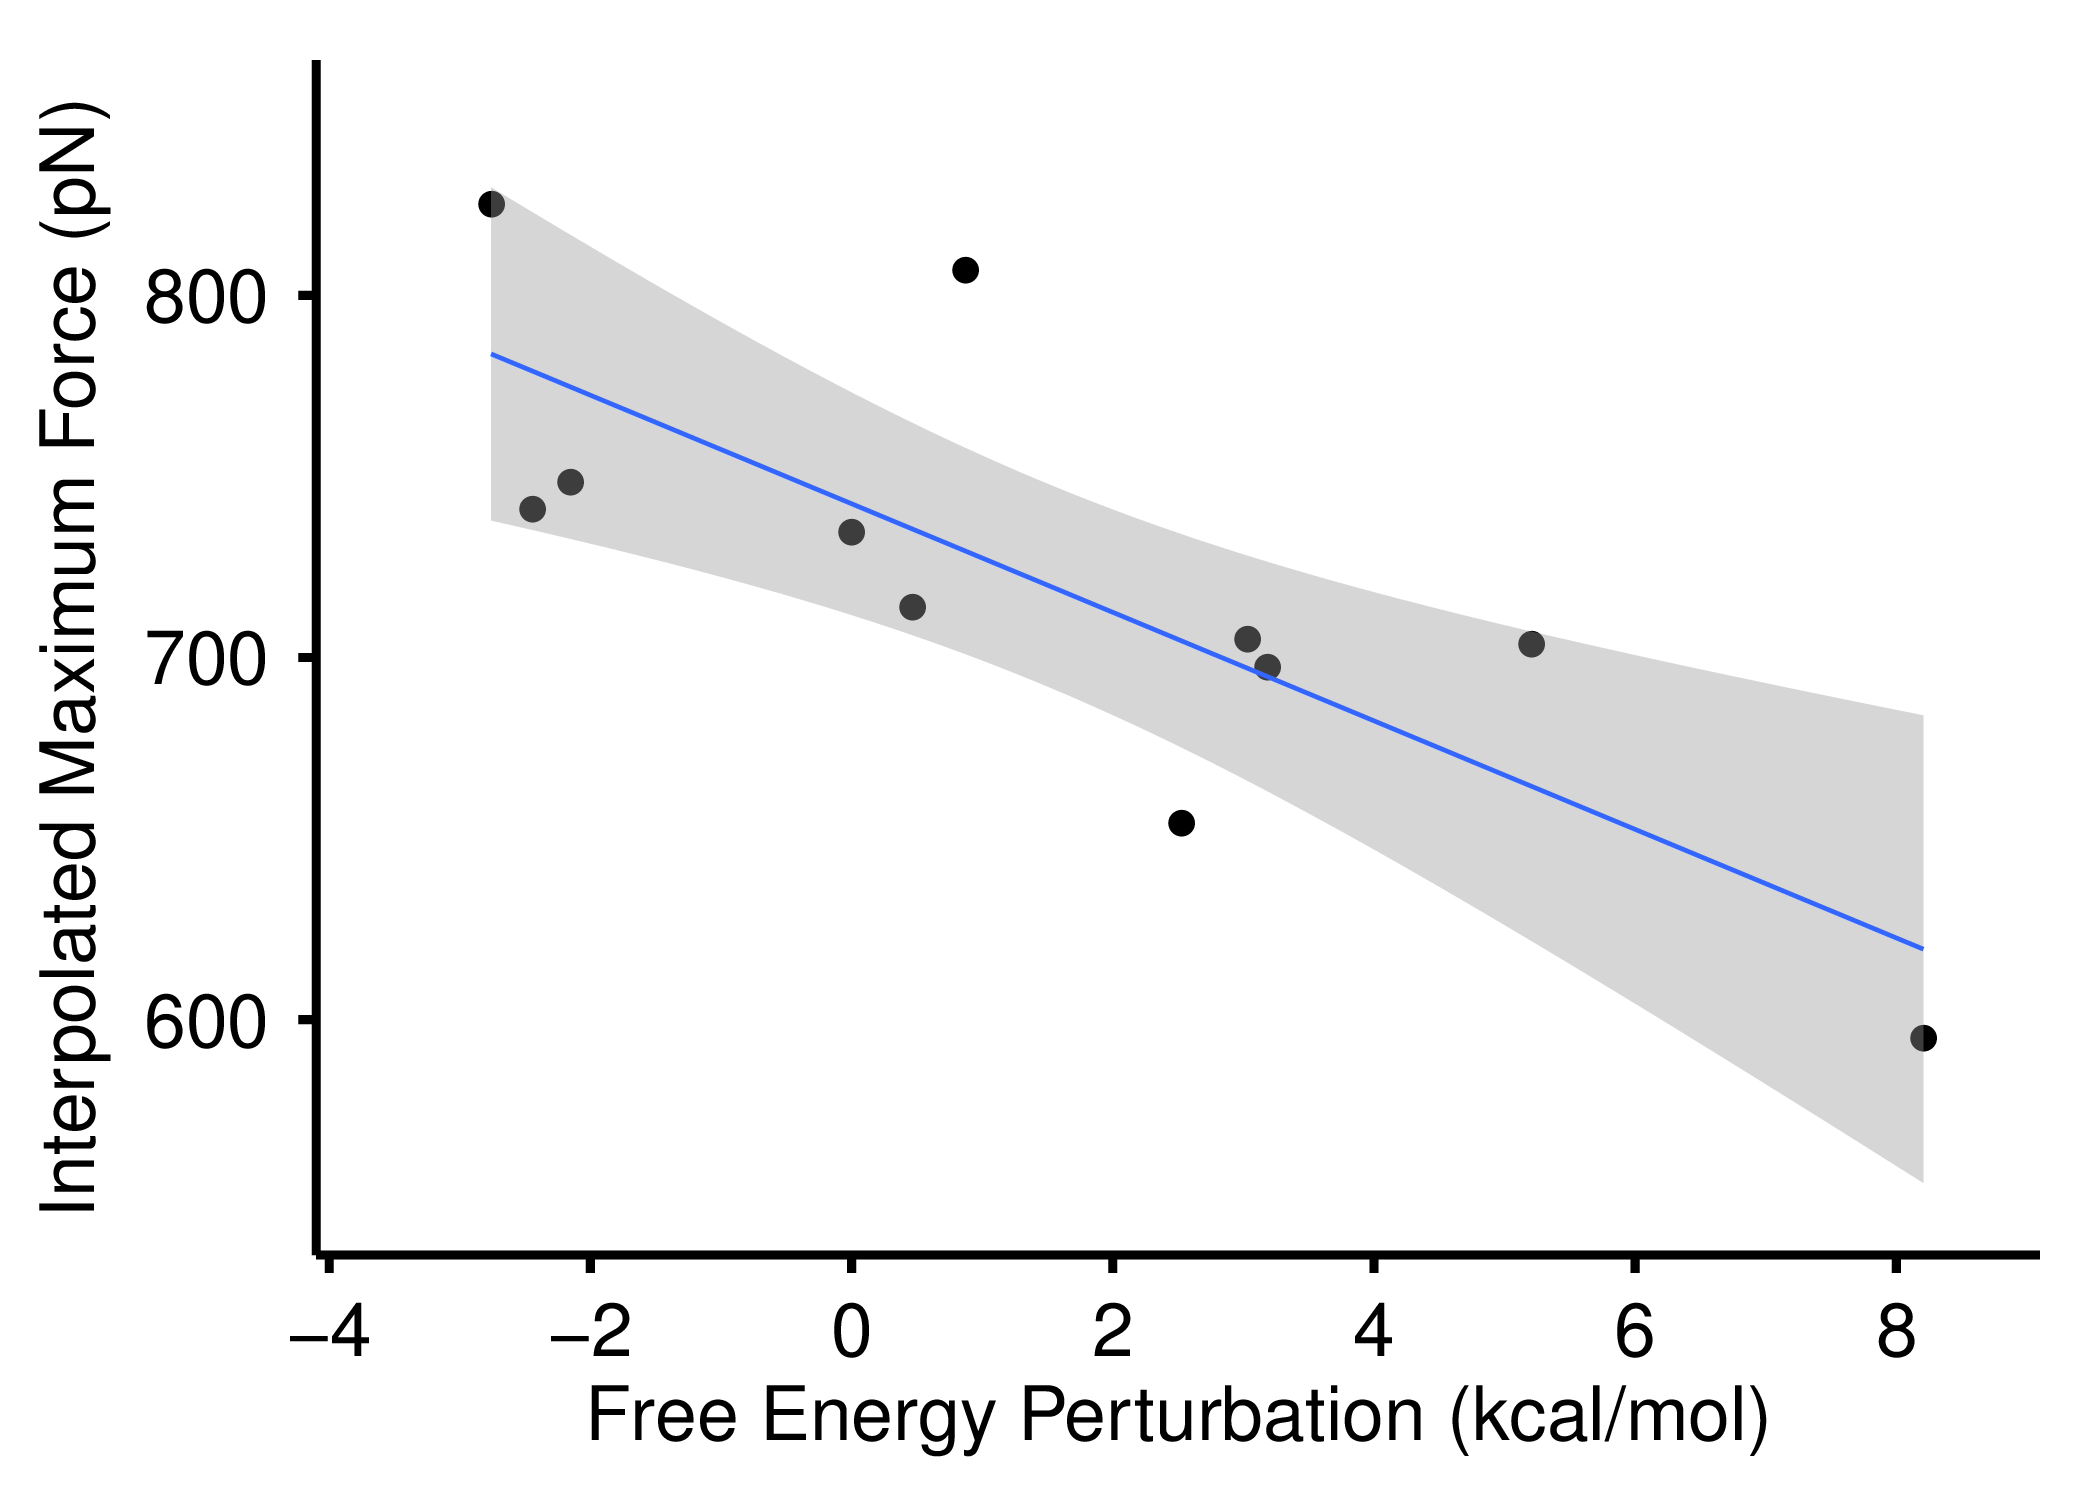 Interpolated Maximum Force (pN)
800
700
600
−4 −2 0 2 4 6 8
Free Energy Perturbation (kcal/mol)